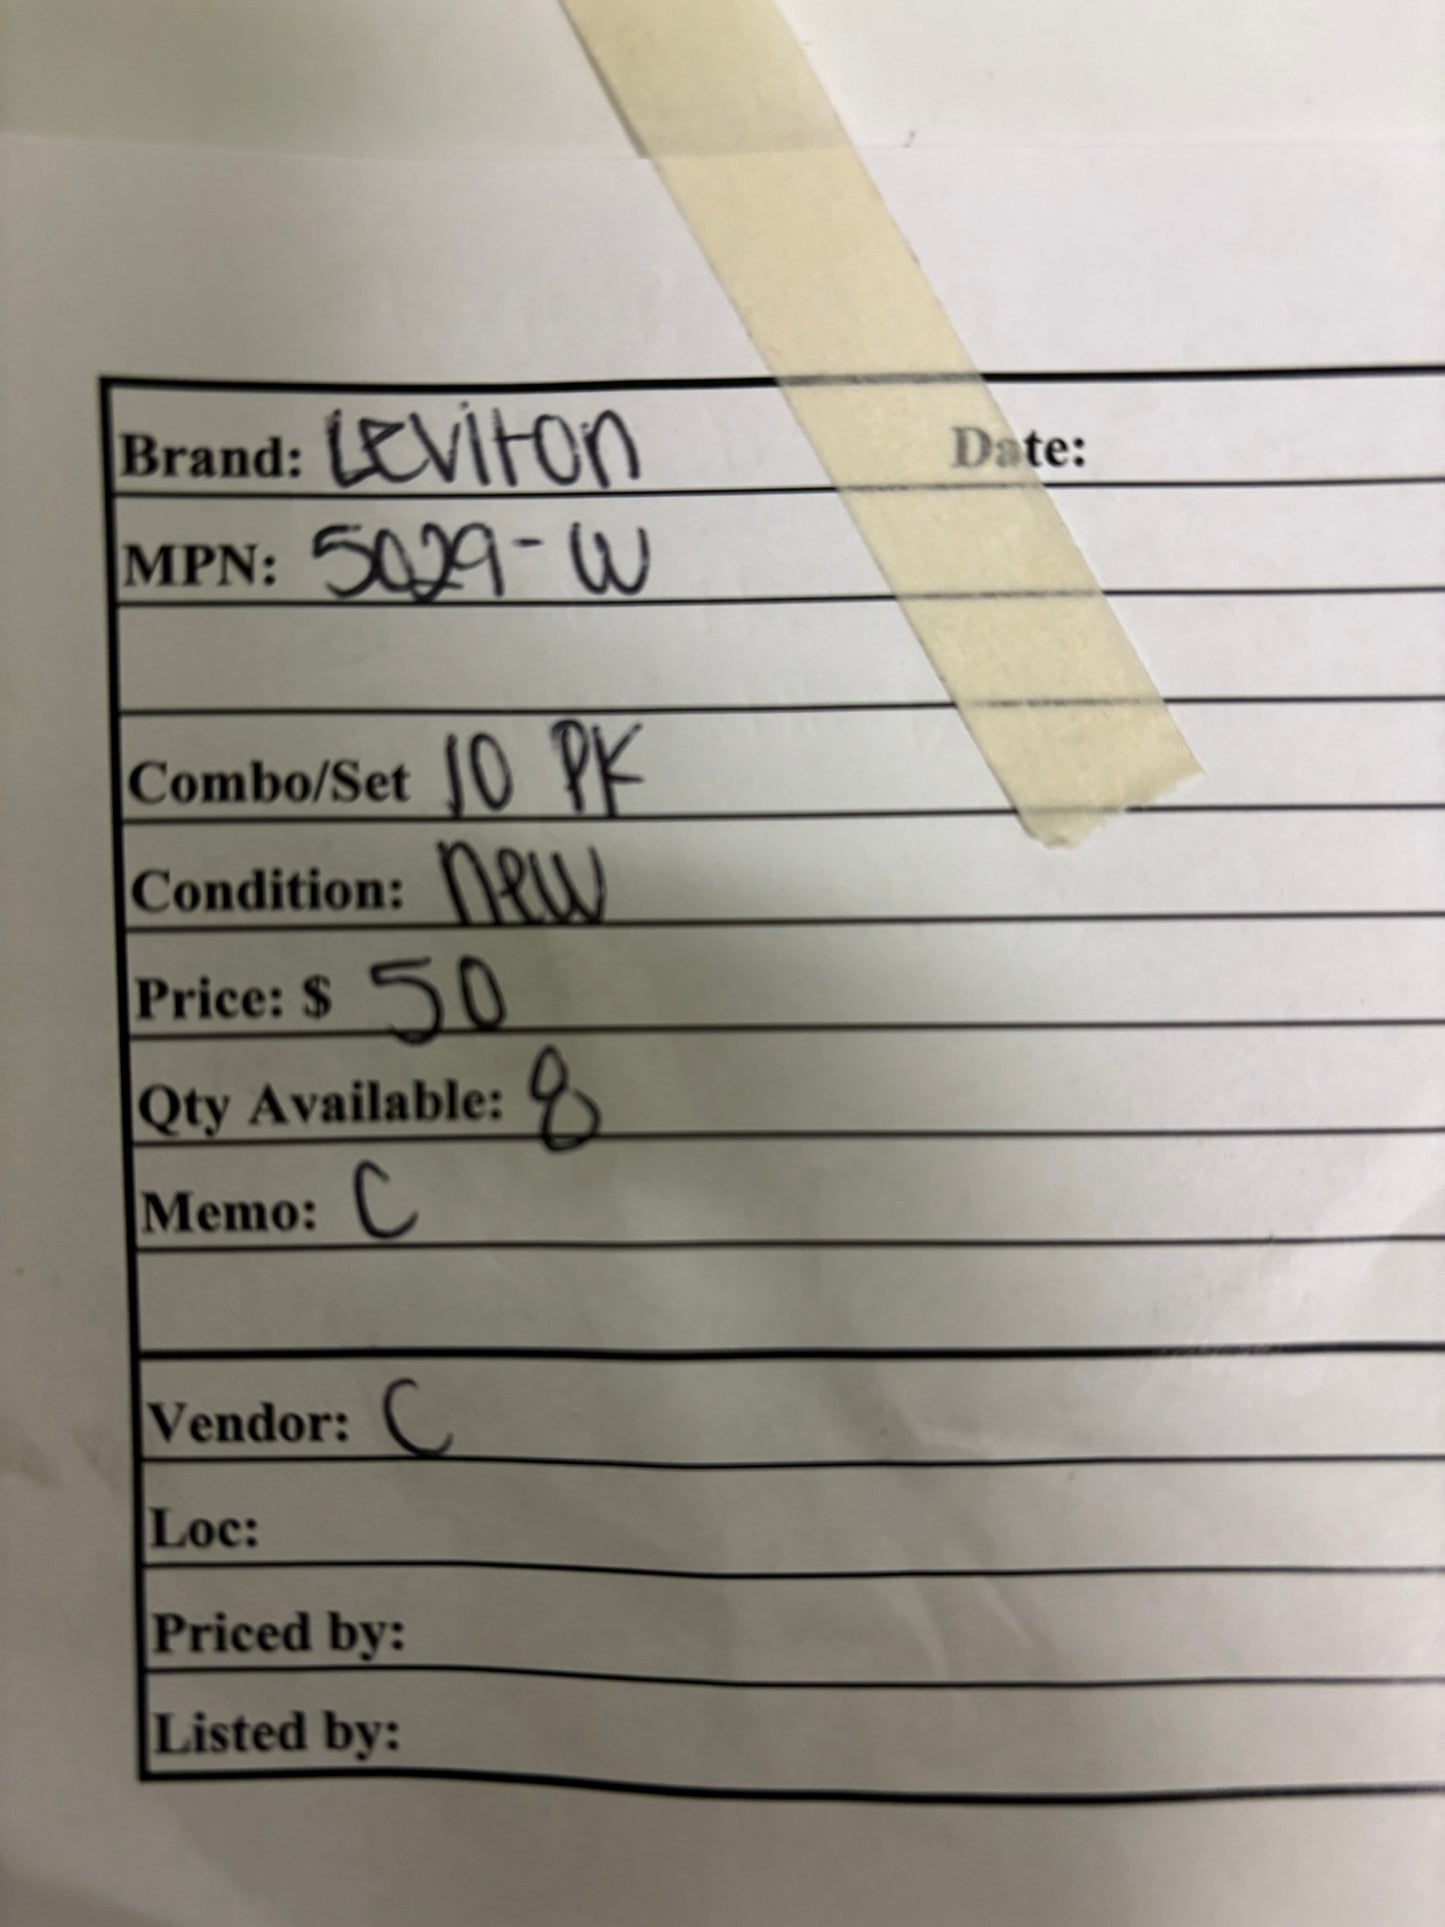 Brand: Leviton Date:
MPN: 5029-W
Combo/Set 10 PK
Condition: new
Price: $ 50
Qty Available: 8
Memo: C
Vendor: C
Loc:
Priced by:
Listed by: